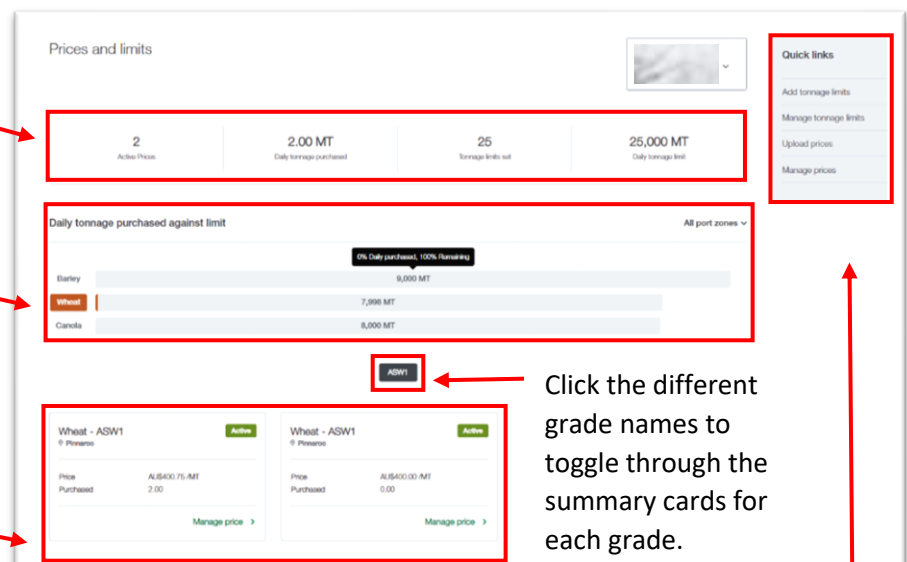 Prices and limits
Quick links
Add tonnage limits
Manage tonnage limits
Upload prices
Manage prices
2
Active Prices
2.00 MT
Daily tonnage purchased
25
Tonnage limits set
25,000 MT
Daily tonnage limit
Daily tonnage purchased against limit
All port zones
0% Daily purchased, 100% Remaining
Barley
9,000 MT
Wheat
7,998 MT
Canola
8,000 MT
ASW1
Click the different
grade names to
toggle through the
summary cards for
each grade.
Wheat - ASW1
Active
Pinnaroo
Price
AU$400.75 /MT
Purchased
2.00
Manage price >
Wheat - ASW1
Active
Pinnaroo
Price
AU$400.00 /MT
Purchased
0.00
Manage price >